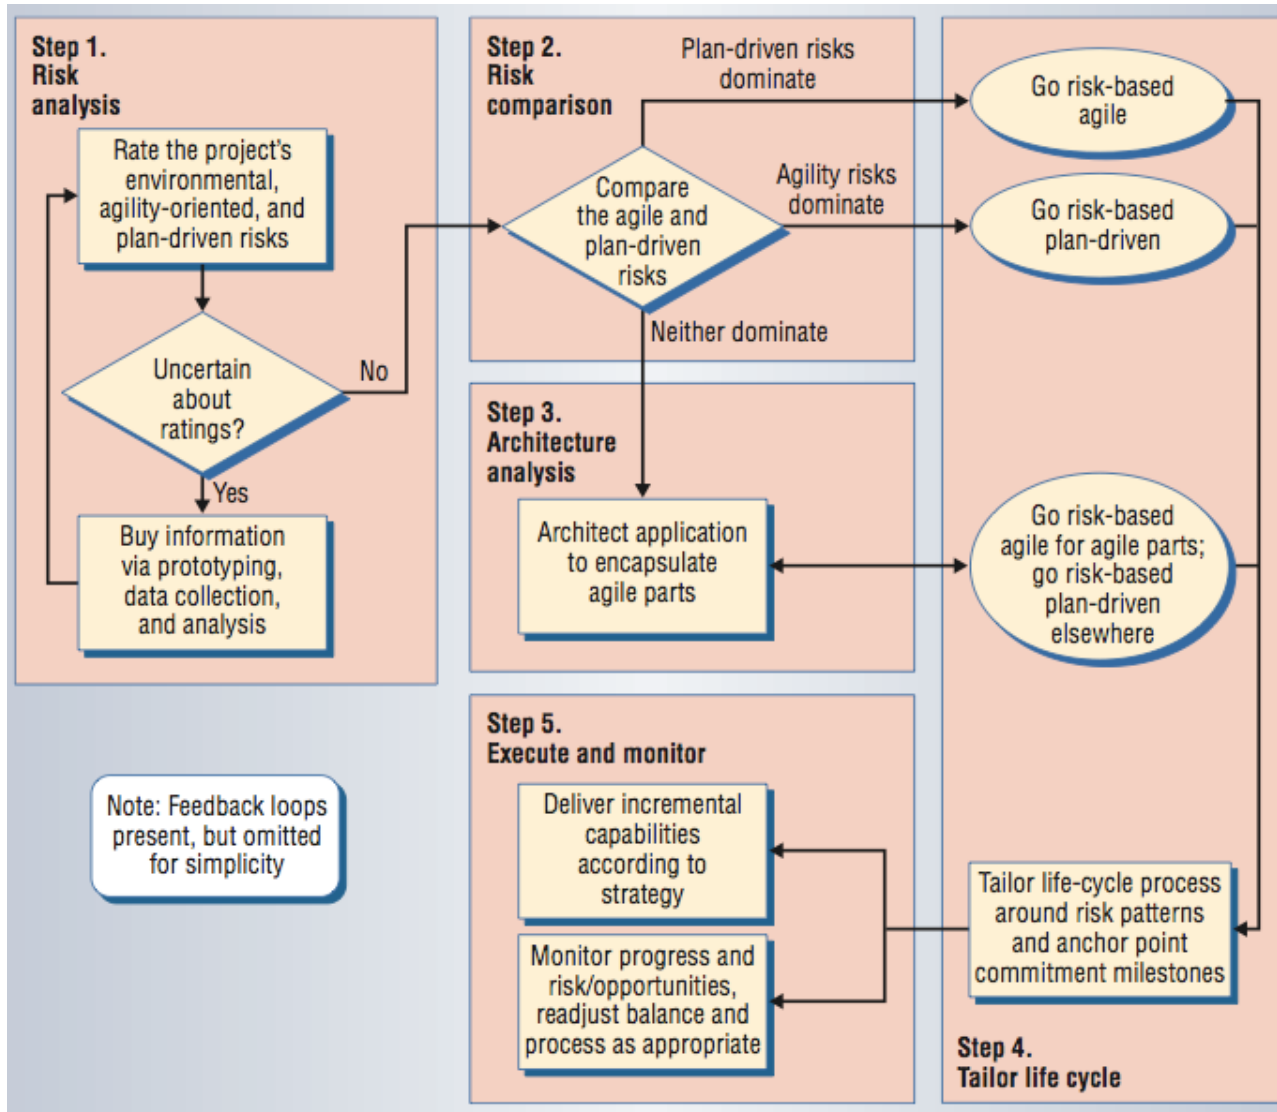 Step 1.
Risk
analysis
Rate the project's
environmental,
agility-oriented, and
plan-driven risks
Uncertain
about
ratings?
No
Yes
Buy information
via prototyping,
data collection,
and analysis
Note: Feedback loops
present, but omitted
for simplicity
Step 2.
Risk
comparison
Plan-driven risks
dominate
Compare
the agile and
plan-driven
risks
Agility risks
dominate
Neither dominate
Step 3.
Architecture
analysis
Architect application
to encapsulate
agile parts
Go risk-based
agile
Go risk-based
plan-driven
Go risk-based
agile for agile parts;
go risk-based
plan-driven
elsewhere
Tailor life-cycle process
around risk patterns
and anchor point
commitment milestones
Step 4.
Tailor life cycle
Step 5.
Execute and monitor
Deliver incremental
capabilities
according to
strategy
Monitor progress and
risk/opportunities,
readjust balance and
process as appropriate